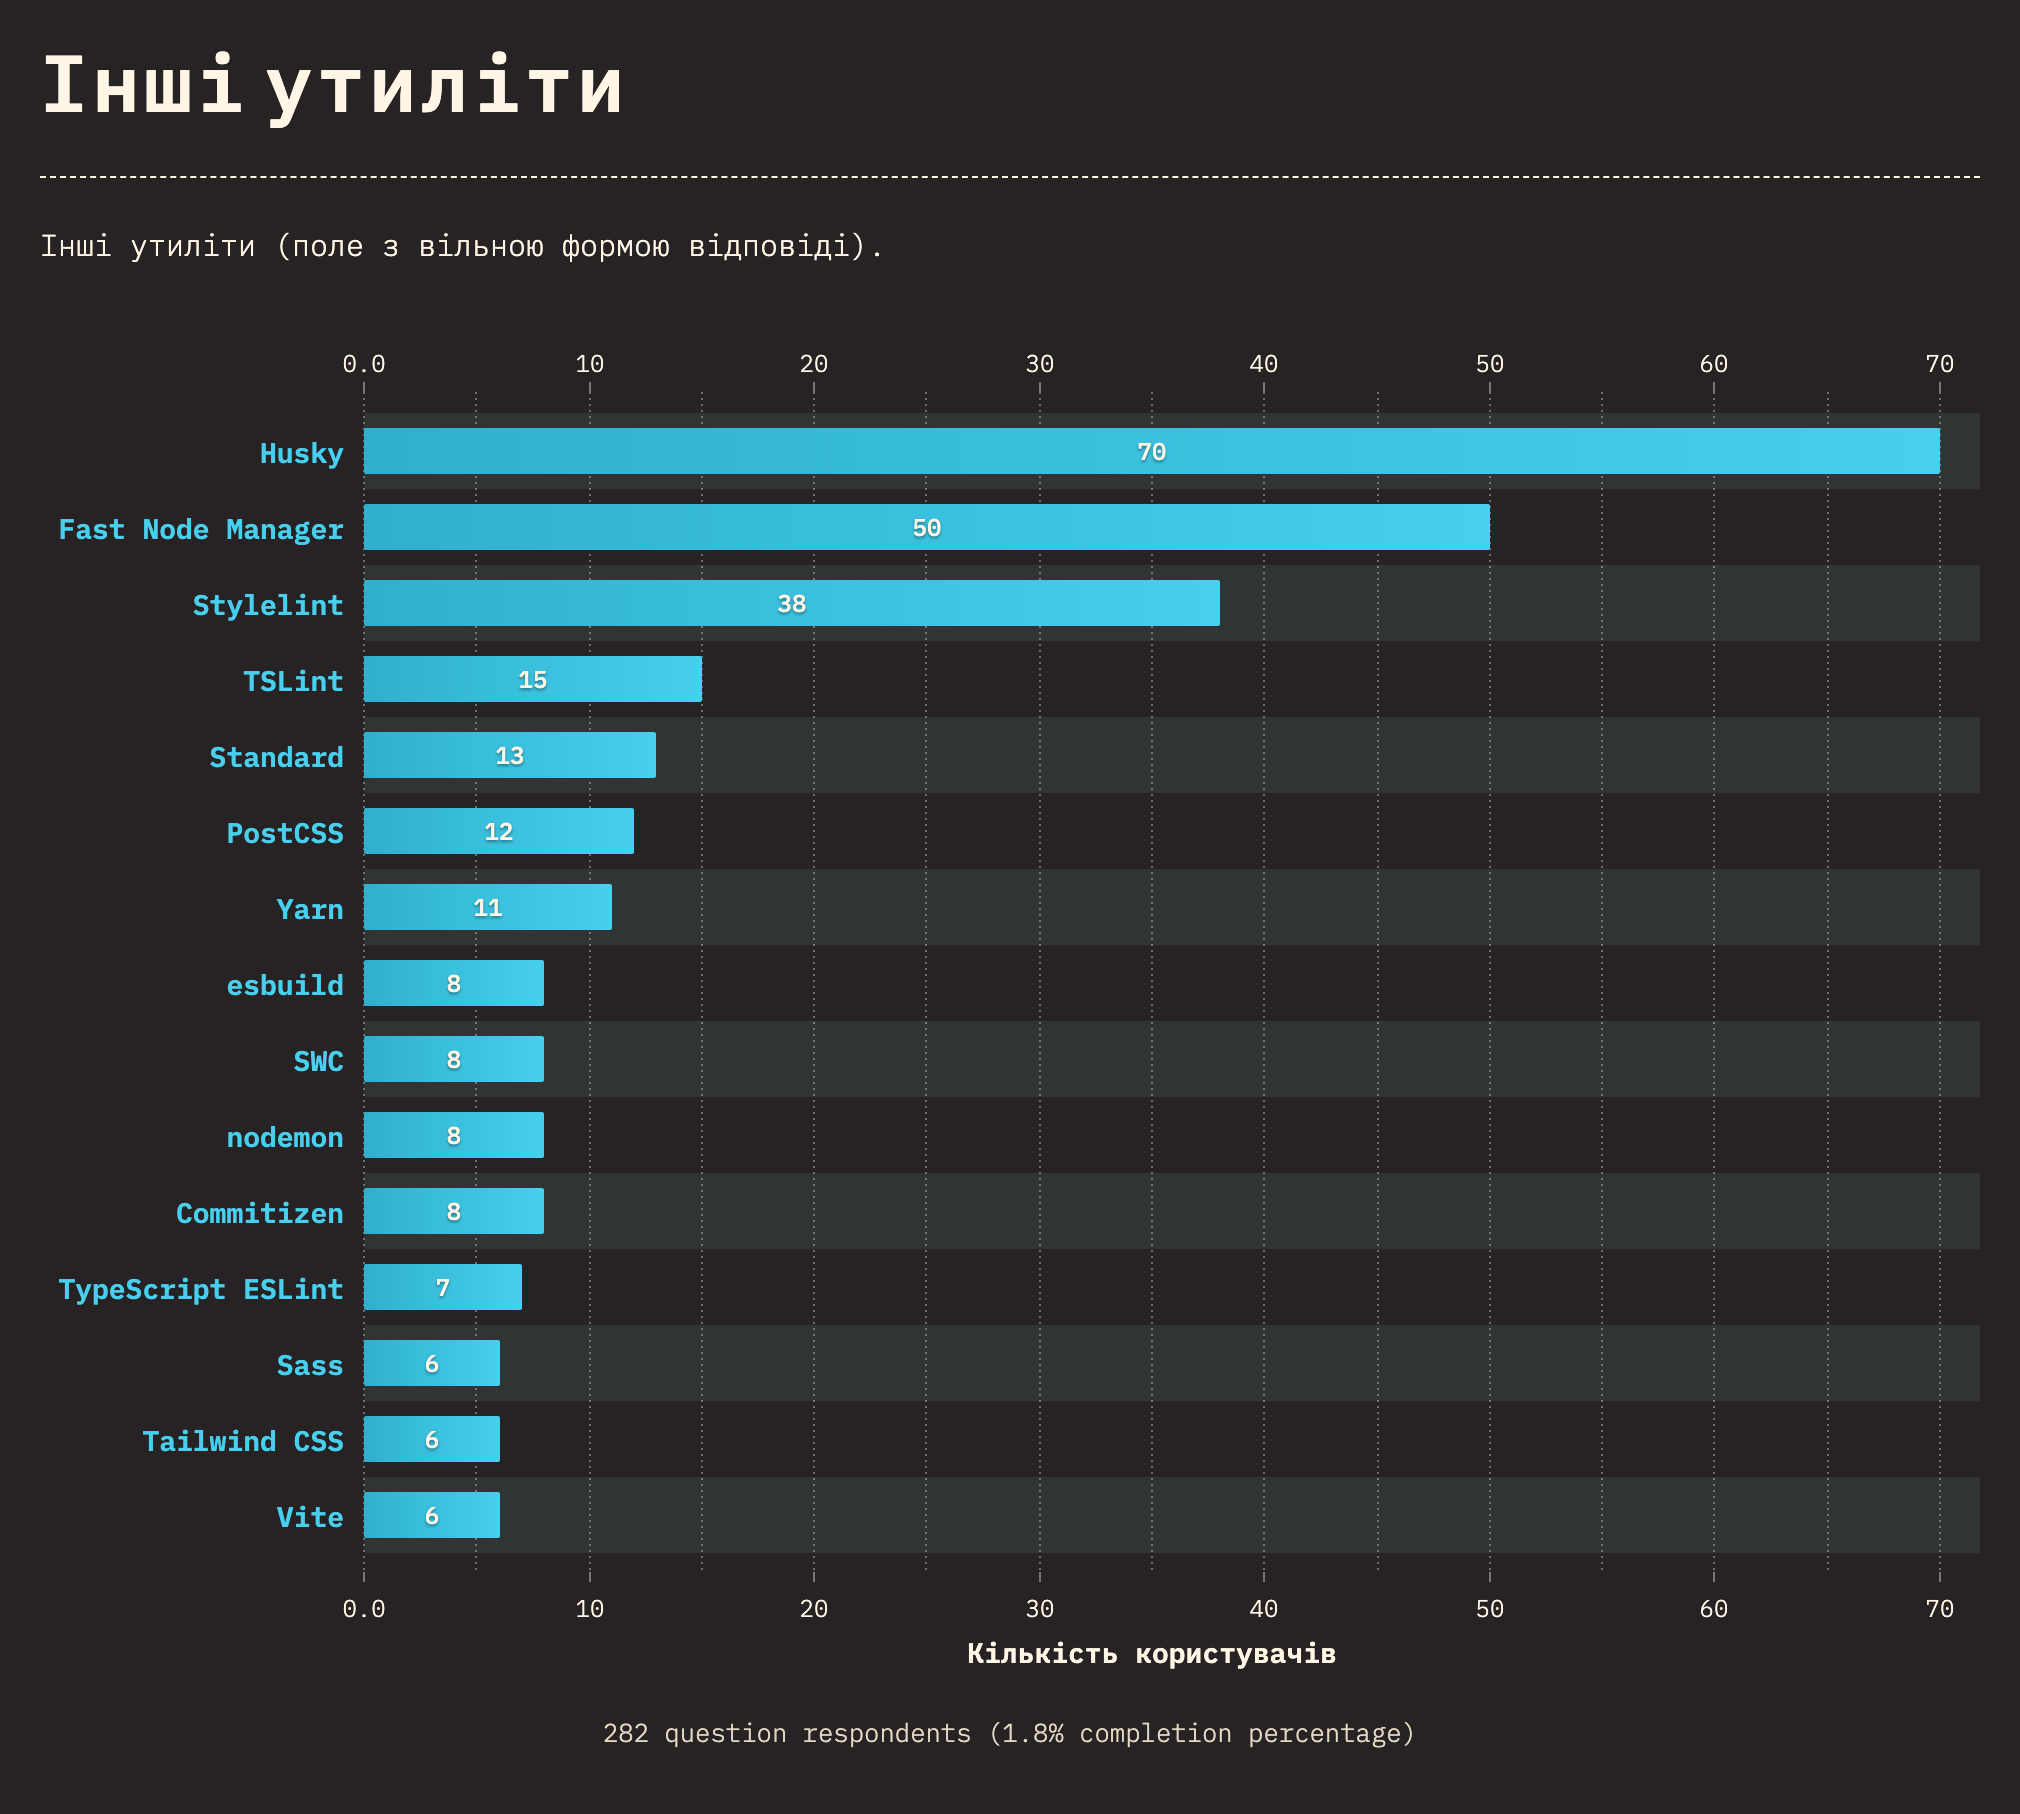 Інші утиліти
Інші утиліти (поле з вільною формою відповіді).
0.0 10 20 30 40 50 60 70
Husky 70
Fast Node Manager 50
Stylelint 38
TSLint 15
Standard 13
PostCSS 12
Yarn 11
esbuild 8
SWC 8
nodemon 8
Commitizen 8
TypeScript ESLint 7
Sass 6
Tailwind CSS 6
Vite 6
0.0 10 20 30 40 50 60 70
Кількість користувачів
282 question respondents (1.8% completion percentage)